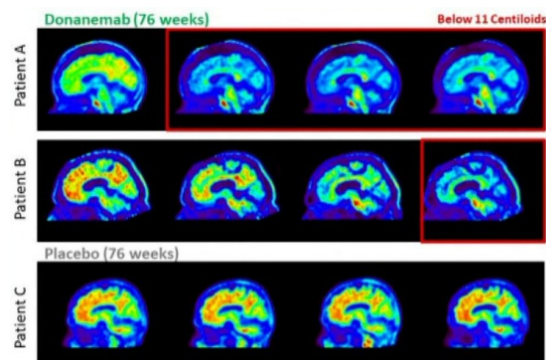 Donanemab (76 weeks)
Below 11 Centiloids
Patient A
Patient B
Placebo (76 weeks)
Patient C